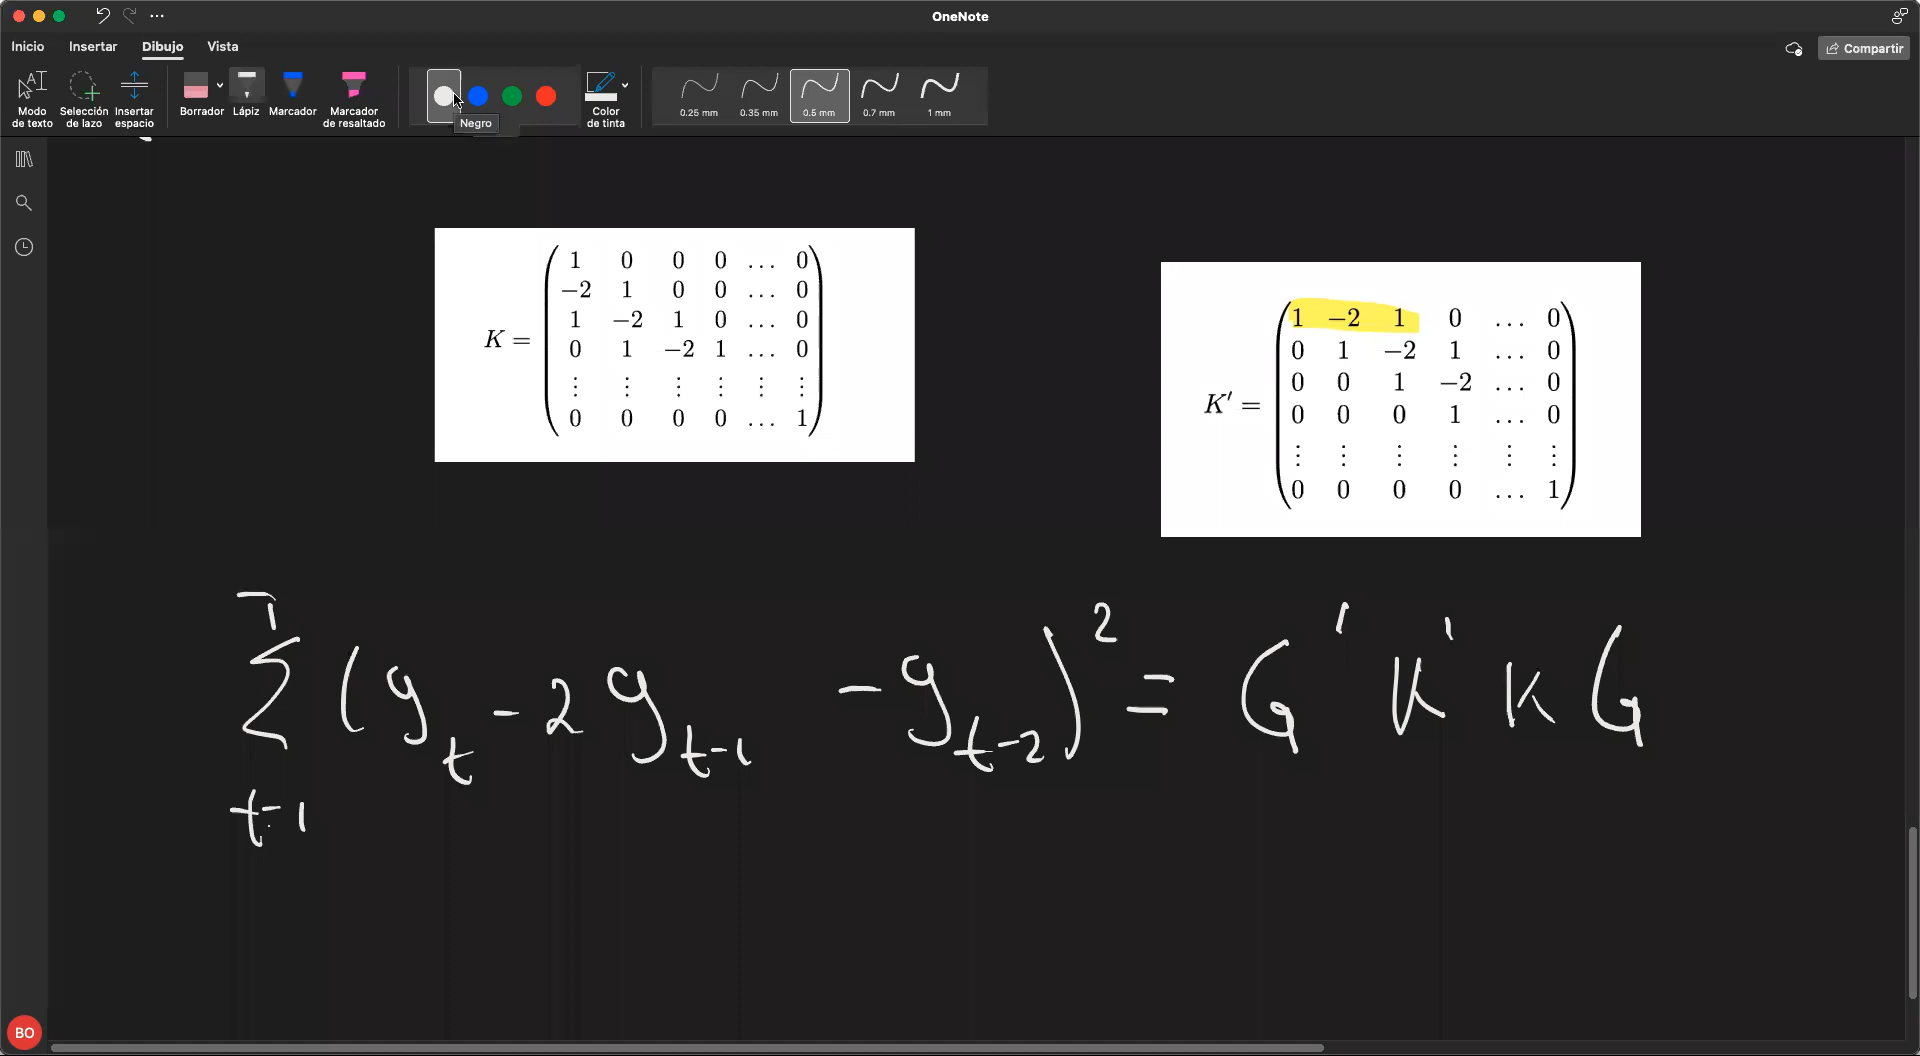 OneNote
Inicio Insertar Dibujo Vista Compartir
Modo de texto Selección de lazo Insertar espacio Borrador Lápiz Marcador Marcador de resaltado Negro Color de tinta 0.25 mm 0.35 mm 0.5 mm 0.7 mm 1 mm
K =
1 0 0 0 … 0
−2 1 0 0 … 0
1 −2 1 0 … 0
0 1 −2 1 … 0
⋮ ⋮ ⋮ ⋮ ⋮ ⋮
0 0 0 0 … 1
K′ =
1 −2 1 0 … 0
0 1 −2 1 … 0
0 0 1 −2 … 0
0 0 0 1 … 0
⋮ ⋮ ⋮ ⋮ ⋮ ⋮
0 0 0 0 … 1
T
∑ (g_t − 2 g_{t−1} − g_{t−2})² = G′ K′ K G
t=1
BO